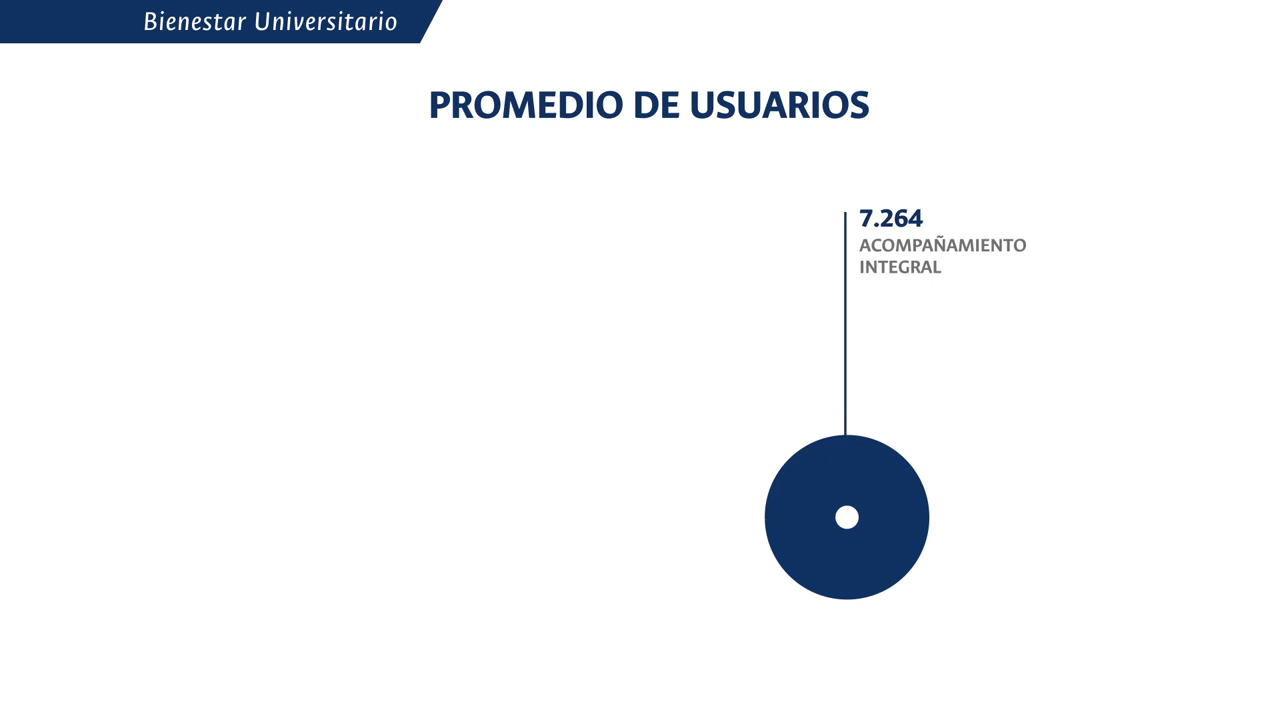 Bienestar Universitario
PROMEDIO DE USUARIOS
7.264
ACOMPAÑAMIENTO
INTEGRAL